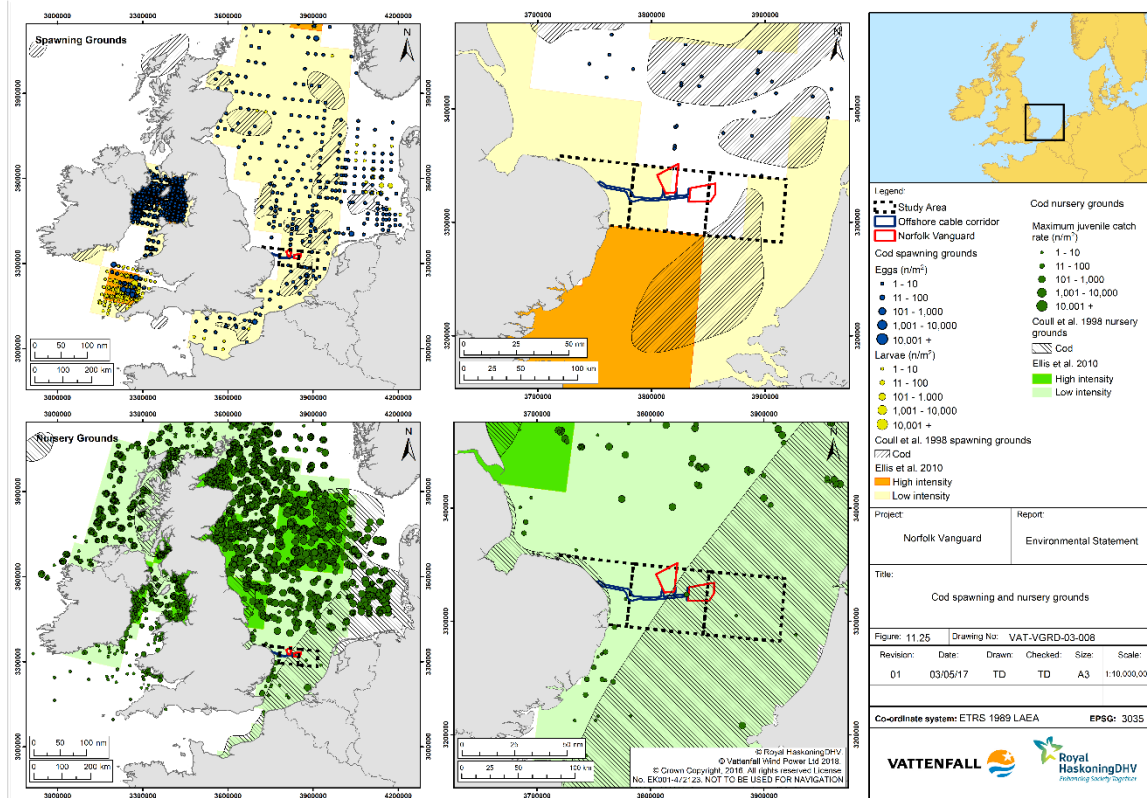 Spawning Grounds
3000000 3300000 3600000 3900000 4200000
N
3900000
3600000
3300000
3000000
0 50 100 nm
0 100 200 km
3000000 3300000 3600000 3900000 4200000
3700000 3800000 3900000
N
3400000
3300000
3200000
0 25 50 nm
0 50 100 km
3700000 3800000 3900000
Nursery Grounds
N
3900000
3600000
3300000
3000000
0 50 100 nm
0 100 200 km
3000000 3300000 3600000 3900000 4200000
N
3400000
3300000
3200000
0 25 50 nm
0 50 100 km
© Royal HaskoningDHV
© Vattenfall Wind Power Ltd 2018.
© Crown Copyright, 2018. All rights reserved License
No. EK001-472123. NOT TO BE USED FOR NAVIGATION
3700000 3800000 3900000
Legend:
Study Area
Offshore cable corridor
Norfolk Vanguard
Cod spawning grounds
Eggs (n/m²)
1 - 10
11 - 100
101 - 1,000
1,001 - 10,000
10,001 +
Larvae (n/m²)
1 - 10
11 - 100
101 - 1.000
1,001 - 10,000
10,001 +
Coull et al. 1998 spawning grounds
Cod
Ellis et al. 2010
High intensity
Low intensity
Cod nursery grounds
Maximum juvenile catch
rate (n/m²)
1 - 10
11 - 100
101 - 1,000
1,001 - 10,000
10.001 +
Coull et al. 1998 nursery
grounds
Cod
Ellis et al. 2010
High intensity
Low intensity
Project:
Norfolk Vanguard
Report:
Environmental Statement
Title:
Cod spawning and nursery grounds
Figure: 11.25 Drawing No: VAT-VGRD-03-008
Revision: Date: Drawn: Checked: Size: Scale:
01 03/05/17 TD TD A3 1:10,000,00
Co-ordinate system: ETRS 1989 LAEA EPSG: 3035
VATTENFALL
Royal
HaskoningDHV
Enhancing Society Together